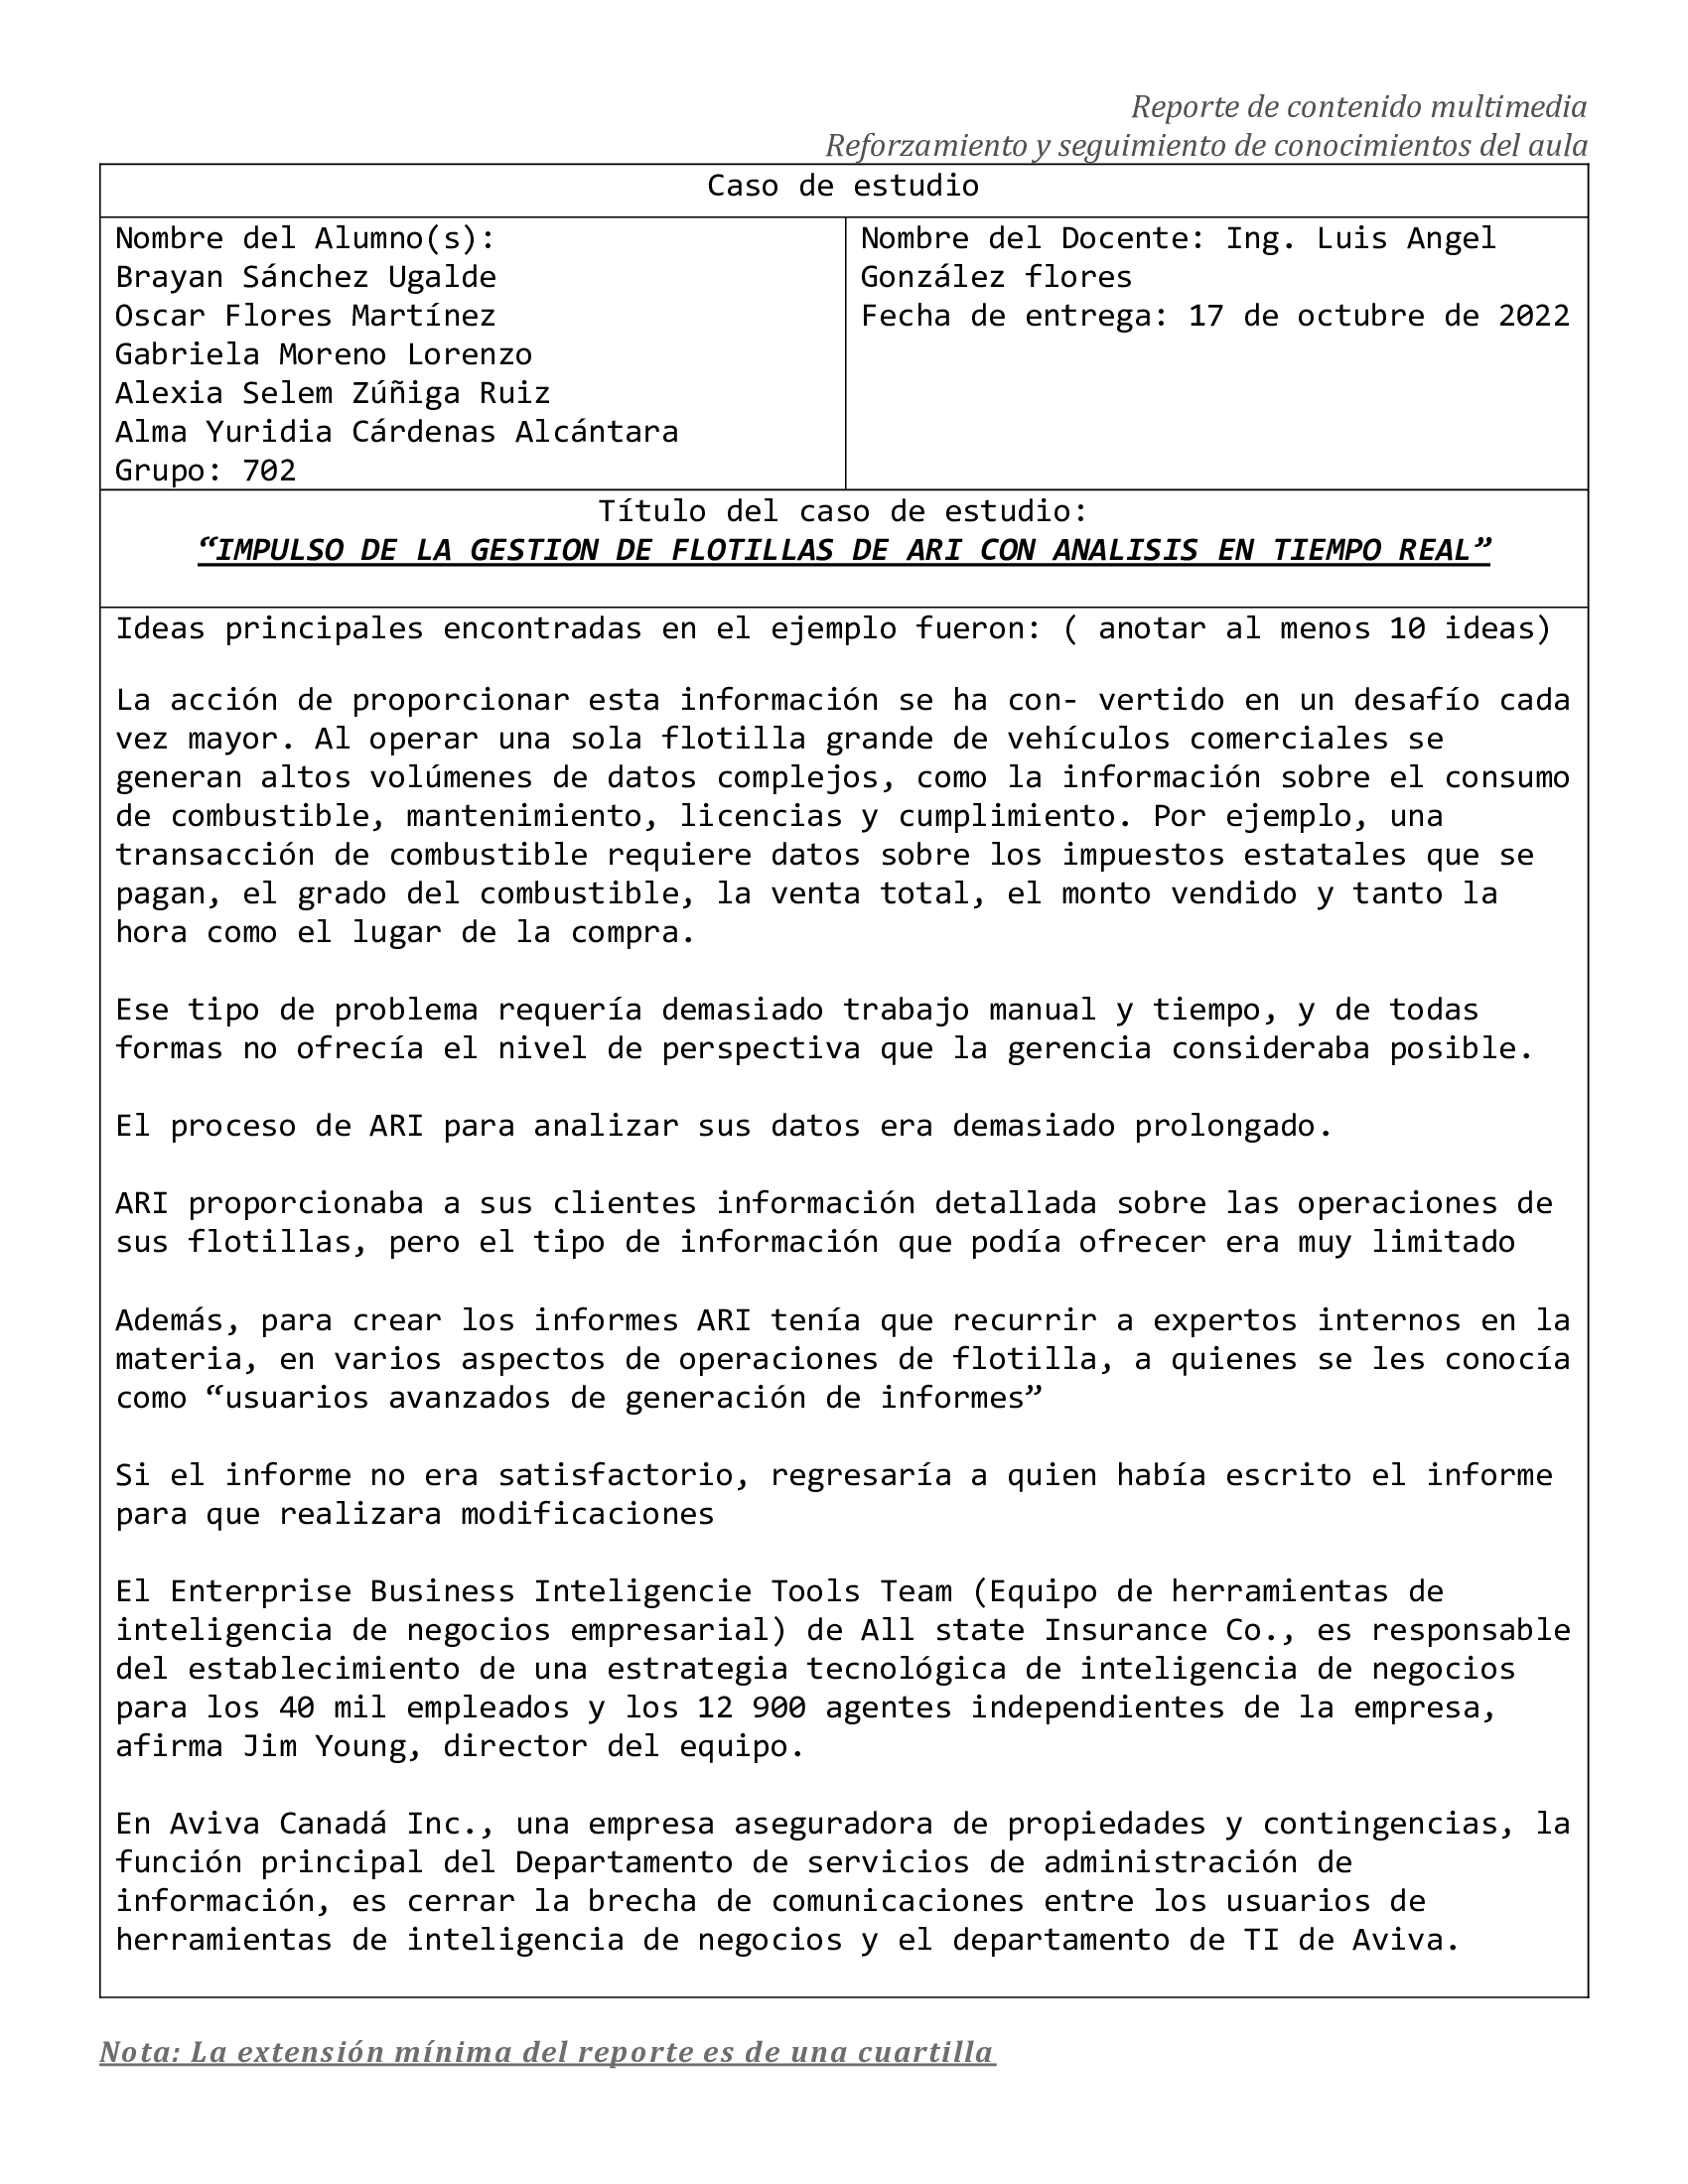 Reporte de contenido multimedia
Reforzamiento y seguimiento de conocimientos del aula
Caso de estudio
Nombre del Alumno(s):
Brayan Sánchez Ugalde
Oscar Flores Martínez
Gabriela Moreno Lorenzo
Alexia Selem Zúñiga Ruiz
Alma Yuridia Cárdenas Alcántara
Grupo: 702
Nombre del Docente: Ing. Luis Angel
González flores
Fecha de entrega: 17 de octubre de 2022
Título del caso de estudio:
“IMPULSO DE LA GESTION DE FLOTILLAS DE ARI CON ANALISIS EN TIEMPO REAL”
Ideas principales encontradas en el ejemplo fueron: ( anotar al menos 10 ideas)
La acción de proporcionar esta información se ha con- vertido en un desafío cada
vez mayor. Al operar una sola flotilla grande de vehículos comerciales se
generan altos volúmenes de datos complejos, como la información sobre el consumo
de combustible, mantenimiento, licencias y cumplimiento. Por ejemplo, una
transacción de combustible requiere datos sobre los impuestos estatales que se
pagan, el grado del combustible, la venta total, el monto vendido y tanto la
hora como el lugar de la compra.
Ese tipo de problema requería demasiado trabajo manual y tiempo, y de todas
formas no ofrecía el nivel de perspectiva que la gerencia consideraba posible.
El proceso de ARI para analizar sus datos era demasiado prolongado.
ARI proporcionaba a sus clientes información detallada sobre las operaciones de
sus flotillas, pero el tipo de información que podía ofrecer era muy limitado
Además, para crear los informes ARI tenía que recurrir a expertos internos en la
materia, en varios aspectos de operaciones de flotilla, a quienes se les conocía
como “usuarios avanzados de generación de informes”
Si el informe no era satisfactorio, regresaría a quien había escrito el informe
para que realizara modificaciones
El Enterprise Business Inteligencie Tools Team (Equipo de herramientas de
inteligencia de negocios empresarial) de All state Insurance Co., es responsable
del establecimiento de una estrategia tecnológica de inteligencia de negocios
para los 40 mil empleados y los 12 900 agentes independientes de la empresa,
afirma Jim Young, director del equipo.
En Aviva Canadá Inc., una empresa aseguradora de propiedades y contingencias, la
función principal del Departamento de servicios de administración de
información, es cerrar la brecha de comunicaciones entre los usuarios de
herramientas de inteligencia de negocios y el departamento de TI de Aviva.
Nota: La extensión mínima del reporte es de una cuartilla